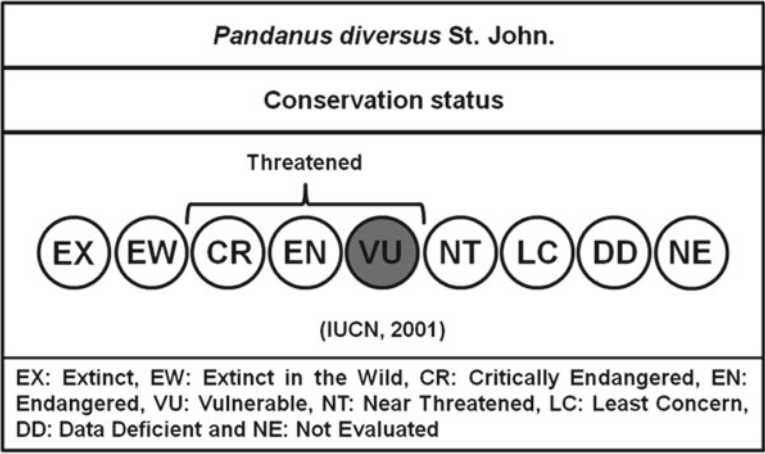 Pandanus diversus St. John.
Conservation status
Threatened
EX EW CR EN VU NT LC DD NE
(IUCN, 2001)
EX: Extinct, EW: Extinct in the Wild, CR: Critically Endangered, EN:
Endangered, VU: Vulnerable, NT: Near Threatened, LC: Least Concern,
DD: Data Deficient and NE: Not Evaluated